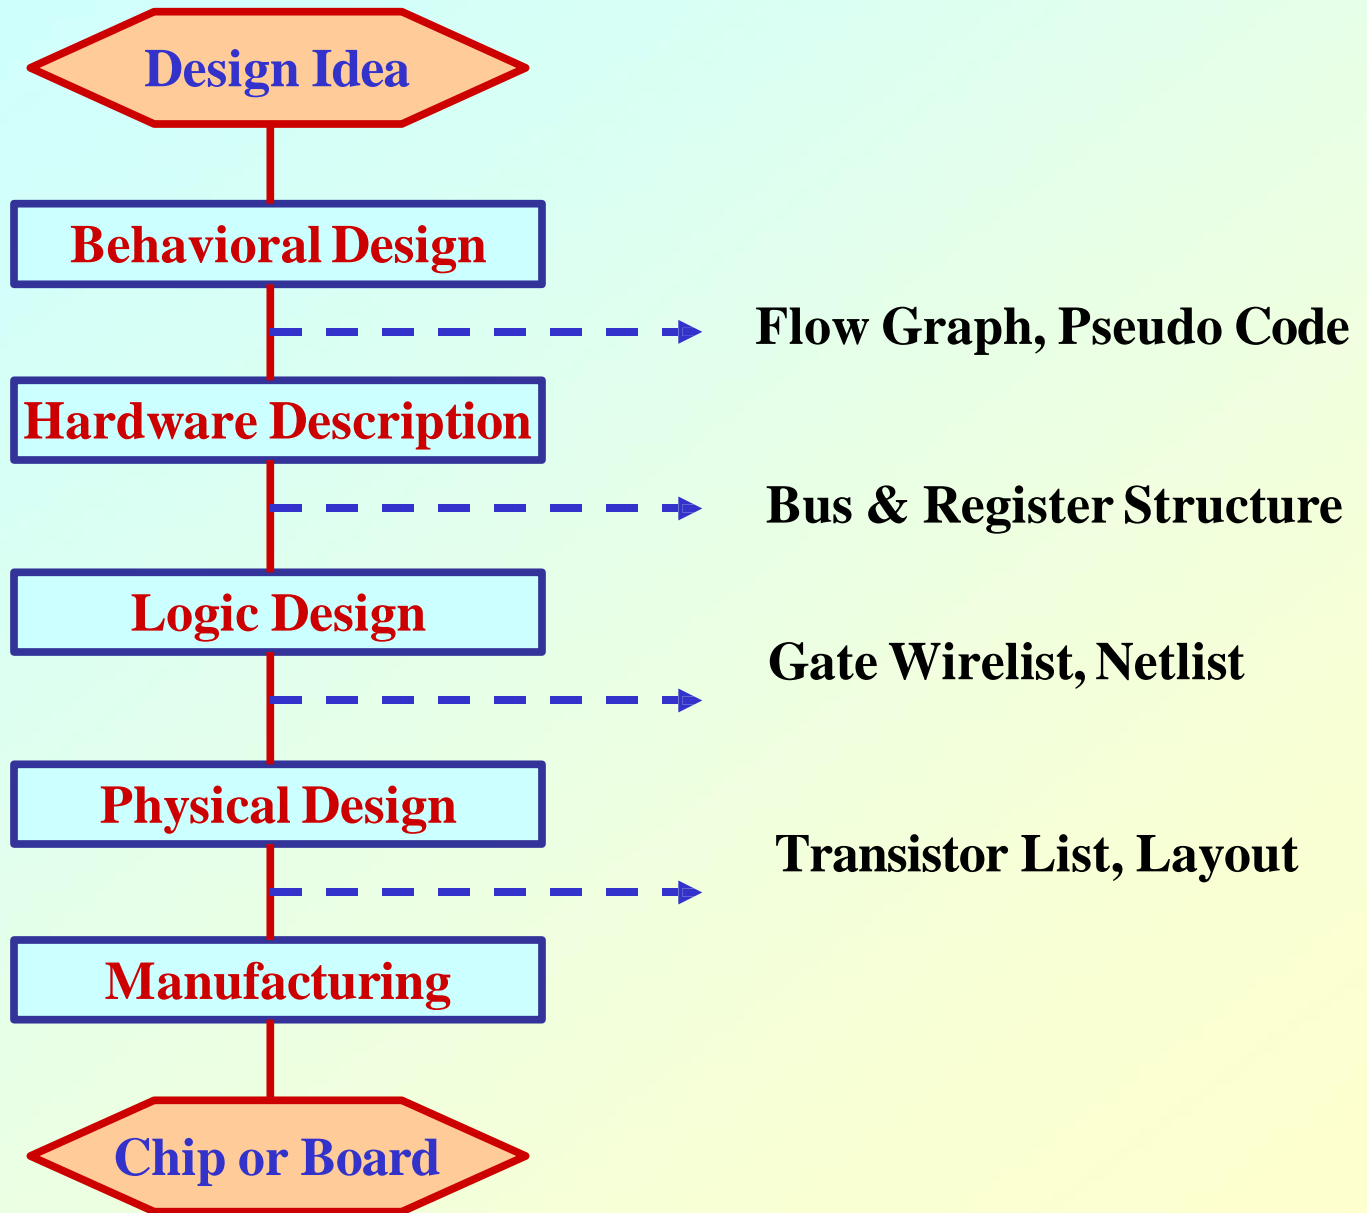 Design Idea
Behavioral Design
Flow Graph, Pseudo Code
Hardware Description
Bus & Register Structure
Logic Design
Gate Wirelist, Netlist
Physical Design
Transistor List, Layout
Manufacturing
Chip or Board